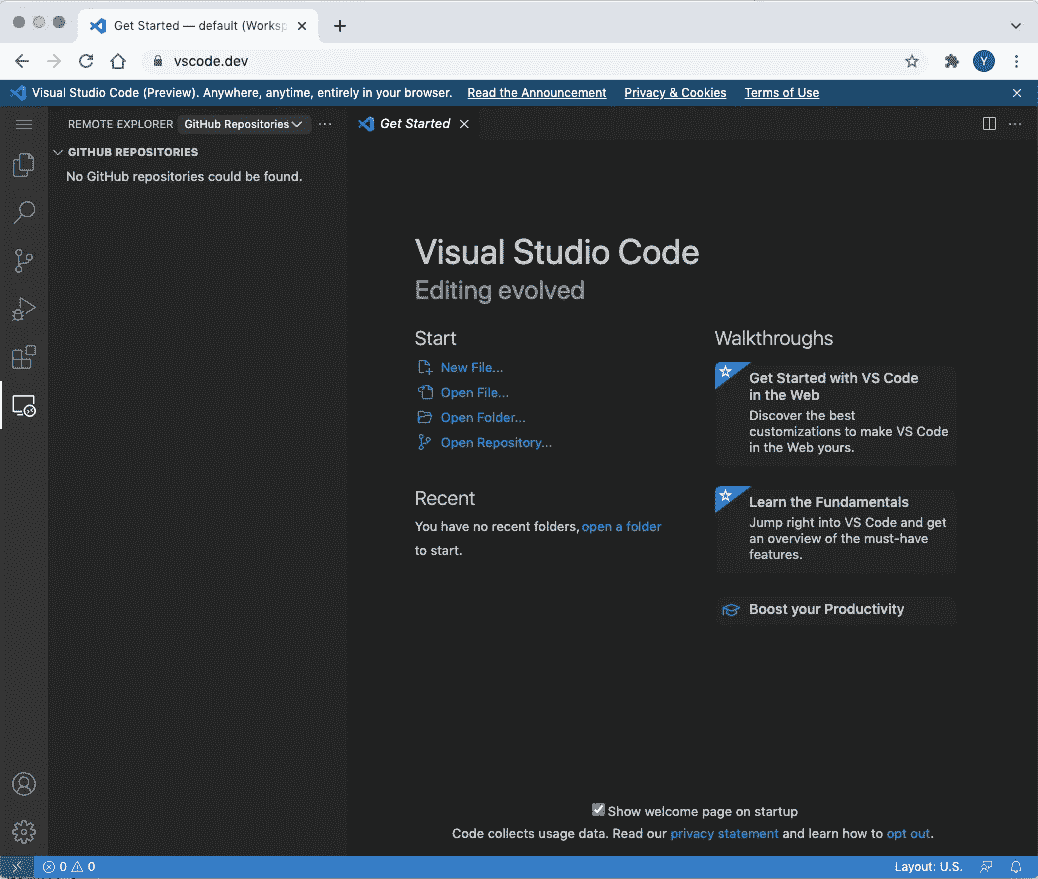 Get Started — default (Worksp
vscode.dev
Y
Visual Studio Code (Preview). Anywhere, anytime, entirely in your browser. Read the Announcement Privacy & Cookies Terms of Use
REMOTE EXPLORER GitHub Repositories
Get Started
GITHUB REPOSITORIES
No GitHub repositories could be found.
Visual Studio Code
Editing evolved
Start
New File...
Open File...
Open Folder...
Open Repository...
Recent
You have no recent folders, open a folder
to start.
Walkthroughs
Get Started with VS Code
in the Web
Discover the best
customizations to make VS Code
in the Web yours.
Learn the Fundamentals
Jump right into VS Code and get
an overview of the must-have
features.
Boost your Productivity
Show welcome page on startup
Code collects usage data. Read our privacy statement and learn how to opt out.
0 0
Layout: U.S.